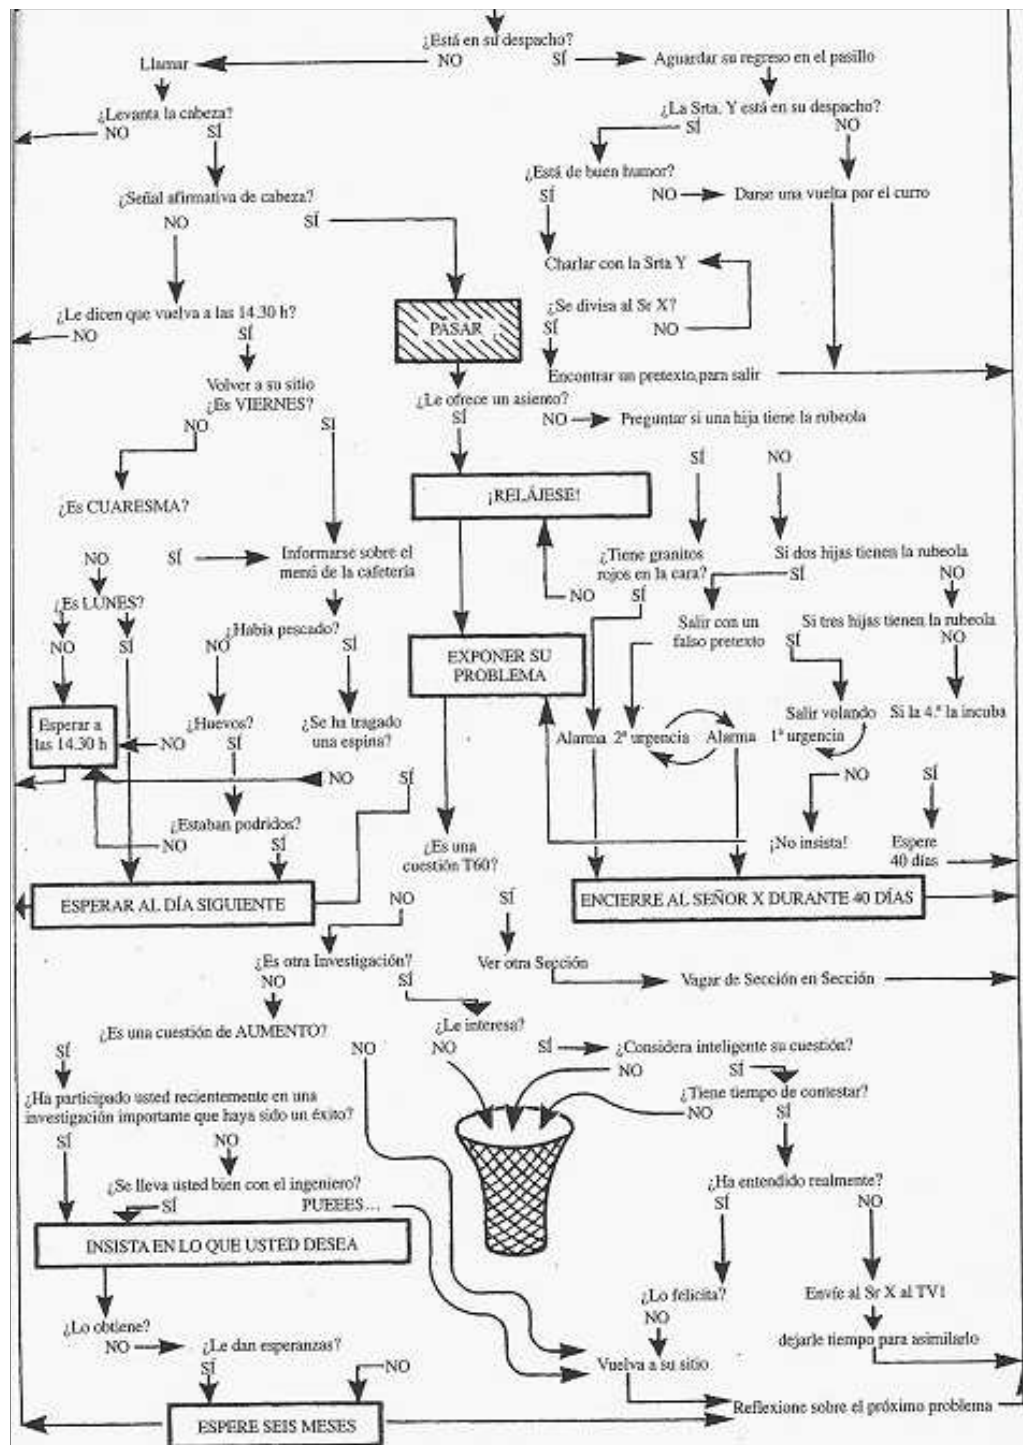 ¿Está en su despacho?
Llamar
NO
SÍ
Aguardar su regreso en el pasillo
¿Levanta la cabeza?
NO
SÍ
¿La Srta. Y está en su despacho?
SÍ
NO
¿Está de buen humor?
SÍ
NO
Darse una vuelta por el curro
¿Señal afirmativa de cabeza?
NO
SÍ
Charlar con la Srta Y
¿Le dicen que vuelva a las 14.30 h?
NO
SÍ
PASAR
¿Se divisa al Sr X?
SÍ
NO
Encontrar un pretexto, para salir
Volver a su sitio
¿Es VIERNES?
NO
SÍ
¿Le ofrece un asiento?
SÍ
NO
Preguntar si una hija tiene la rubeola
SÍ
NO
¡RELÁJESE!
¿Es CUARESMA?
NO
SÍ
Informarse sobre el
menú de la cafetería
¿Tiene granitos
rojos en la cara?
NO
SÍ
Si dos hijas tienen la rubeola
SÍ
NO
¿Es LUNES?
NO
SÍ
¿Había pescado?
NO
SÍ
Salir con un
falso pretexto
Si tres hijas tienen la rubeola
SÍ
NO
EXPONER SU
PROBLEMA
Esperar a
las 14.30 h
¿Huevos?
NO
SÍ
¿Se ha tragado
una espina?
NO
SÍ
Alarma
2ª urgencia
Alarma
Salir volando
1ª urgencia
Si la 4.ª la incuba
NO
SÍ
¿Estaban podridos?
NO
SÍ
¿Es una
cuestión T60?
NO
SÍ
¡No insista!
Espere
40 días
ESPERAR AL DÍA SIGUIENTE
ENCIERRE AL SEÑOR X DURANTE 40 DÍAS
¿Es otra Investigación?
NO
SÍ
Ver otra Sección
Vagar de Sección en Sección
¿Es una cuestión de AUMENTO?
SÍ
NO
¿Le interesa?
NO
SÍ
¿Considera inteligente su cuestión?
NO
SÍ
¿Ha participado usted recientemente en una
investigación importante que haya sido un éxito?
SÍ
NO
¿Tiene tiempo de contestar?
NO
SÍ
¿Se lleva usted bien con el ingeniero?
SÍ
PUEEES...
¿Ha entendido realmente?
SÍ
NO
INSISTA EN LO QUE USTED DESEA
¿Lo felicita?
NO
Envíe al Sr X al TV1
¿Lo obtiene?
NO
¿Le dan esperanzas?
SÍ
NO
dejarle tiempo para asimilarlo
Vuelva a su sitio
ESPERE SEIS MESES
Reflexione sobre el próximo problema